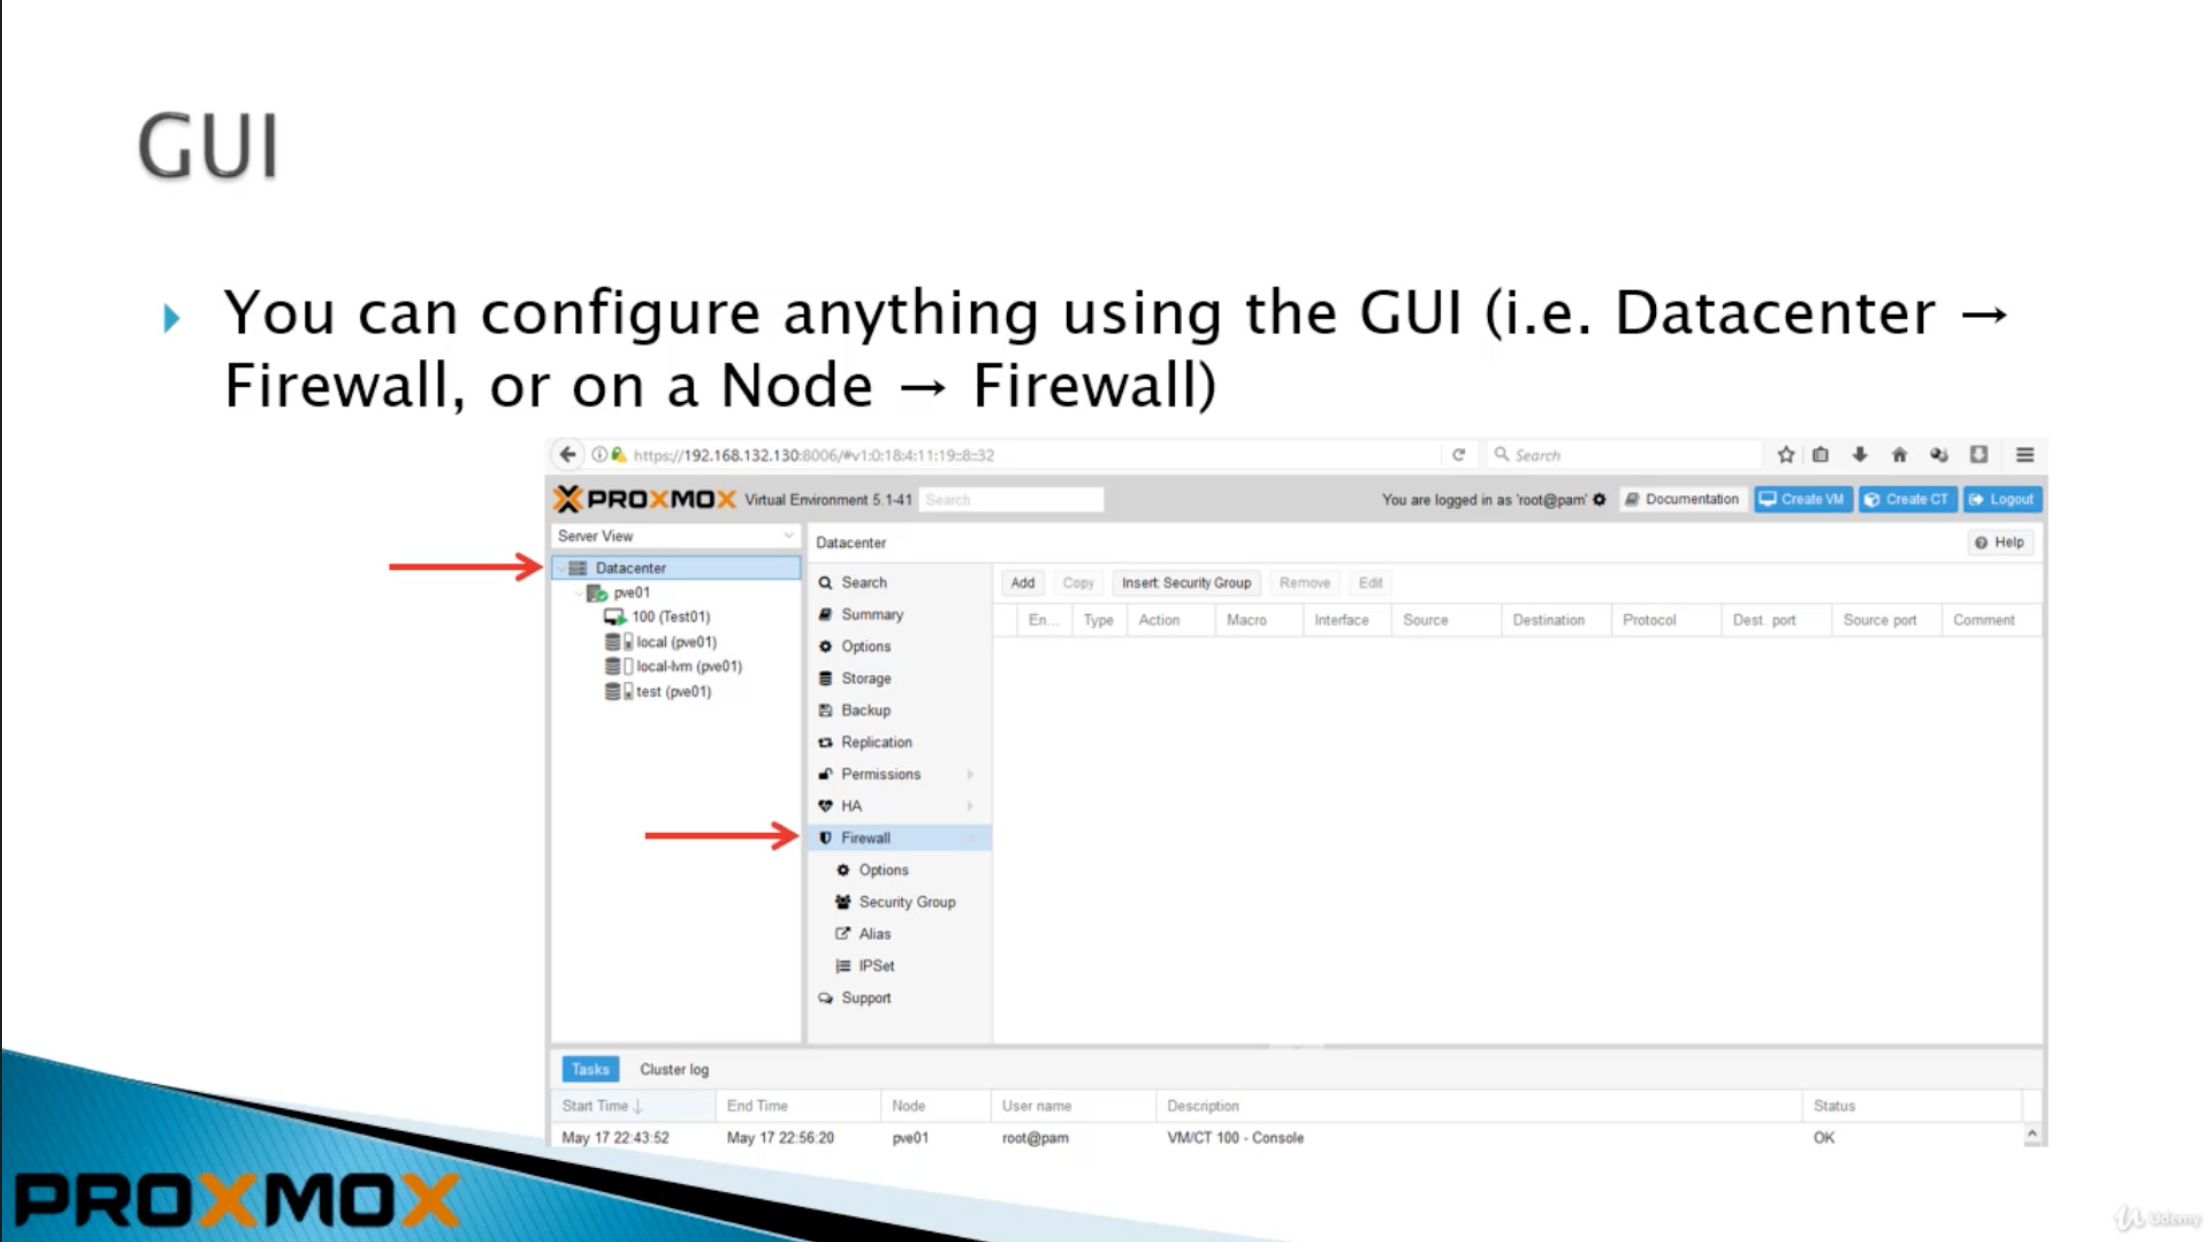 GUI
You can configure anything using the GUI (i.e. Datacenter →
Firewall, or on a Node → Firewall)
https://192.168.132.130:8006/#v1:0:18:4:11:19::8::32
Search
PROXMOX Virtual Environment 5.1-41 Search
You are logged in as 'root@pam' Documentation Create VM Create CT Logout
Server View
Datacenter
Help
Datacenter
pve01
100 (Test01)
local (pve01)
local-lvm (pve01)
test (pve01)
Search
Summary
Options
Storage
Backup
Replication
Permissions
HA
Firewall
Options
Security Group
Alias
IPSet
Support
Add Copy Insert: Security Group Remove Edit
En... Type Action Macro Interface Source Destination Protocol Dest. port Source port Comment
Tasks Cluster log
Start Time End Time Node User name Description Status
May 17 22:43:52 May 17 22:56:20 pve01 root@pam VM/CT 100 - Console OK
PROXMOX
Udemy